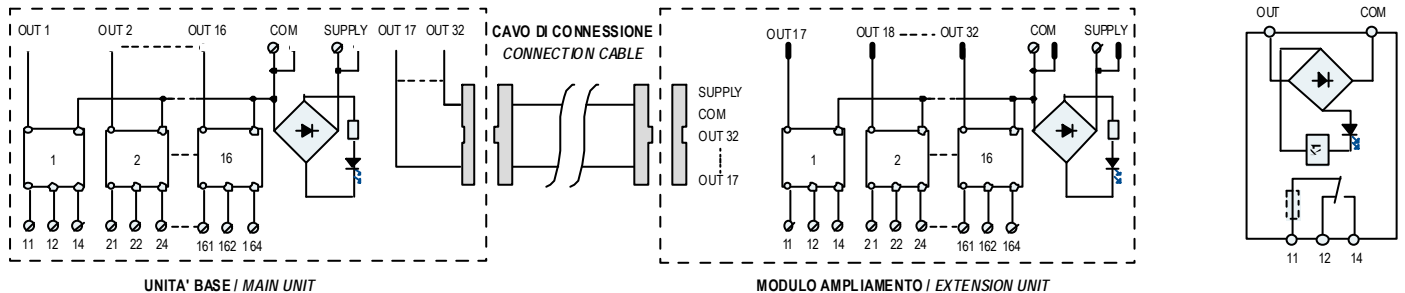 OUT 1 OUT 2 OUT 16 COM SUPPLY OUT 17 OUT 32
CAVO DI CONNESSIONE
CONNECTION CABLE
1 2 16
11 12 14 21 22 24 161 162 164
UNITA' BASE / MAIN UNIT
SUPPLY
COM
OUT 32
OUT 17
OUT 17 OUT 18 OUT 32 COM SUPPLY
1 2 16
11 12 14 21 22 24 161 162 164
MODULO AMPLIAMENTO / EXTENSION UNIT
OUT COM
K1
11 12 14